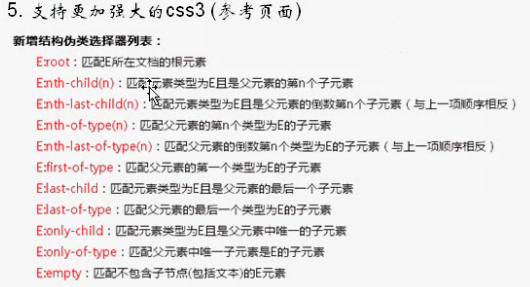 5. 支持更加强大的css3(参考页面)
新增结构伪类选择器列表：
E:root：匹配E所在文档的根元素
E:nth-child(n)：匹配元素类型为E且是父元素的第n个子元素
E:nth-last-child(n)：匹配元素类型为E且是父元素的倒数第n个子元素（与上一项顺序相反）
E:nth-of-type(n)：匹配父元素的第n个类型为E的子元素
E:nth-last-of-type(n)：匹配父元素的倒数第n个类型为E的子元素（与上一项顺序相反）
E:first-of-type：匹配父元素的第一个类型为E的子元素
E:last-child：匹配元素类型为E且是父元素的最后一个子元素
E:last-of-type：匹配父元素的最后一个类型为E的子元素
E:only-child：匹配元素类型为E且是父元素中唯一的子元素
E:only-of-type：匹配父元素中唯一子元素是E的子元素
E:empty：匹配不包含子节点(包括文本)的E元素